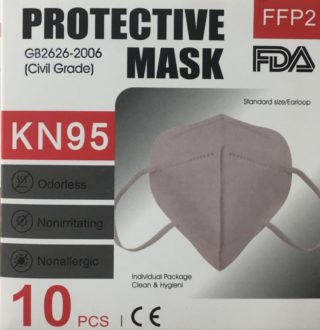 PROTECTIVE
MASK
GB2626-2006
(Civil Grade)
FFP2
FDA
Standard size/Earloop
KN95
Odorless
Nonirritating
Nonallergic
Individual Package
Clean & Hygieni
10 PCS
CE